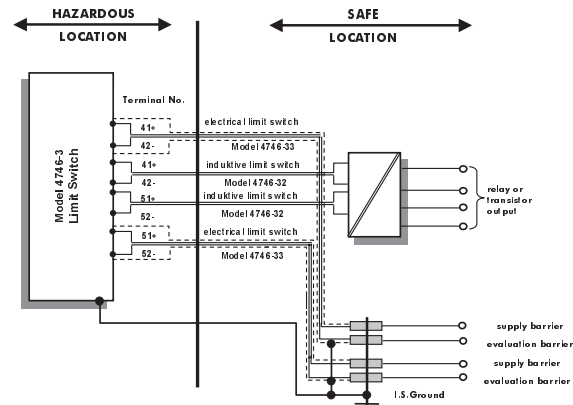 HAZARDOUS
LOCATION
SAFE
LOCATION
Terminal No.
Model 4746-3
Limit Switch
41+
42-
41+
42-
51+
52-
51+
52-
electrical limit switch
Model 4746-33
induktive limit switch
Model 4746-32
induktive limit switch
Model 4746-32
electrical limit switch
Model 4746-33
relay or
transistor
output
supply barrier
evaluation barrier
supply barrier
evaluation barrier
I.S.Ground